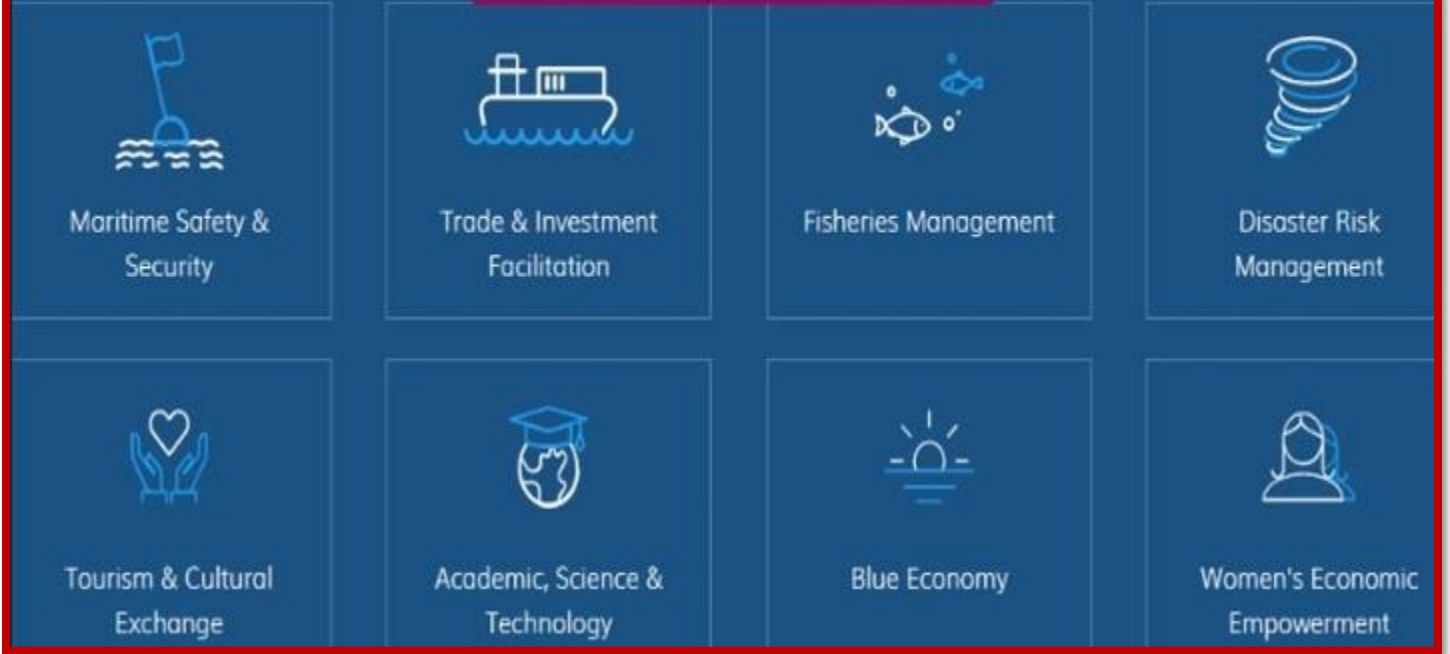 Maritime Safety &
Security
Trade & Investment
Facilitation
Fisheries Management
Disaster Risk
Management
Tourism & Cultural
Exchange
Academic, Science &
Technology
Blue Economy
Women's Economic
Empowerment